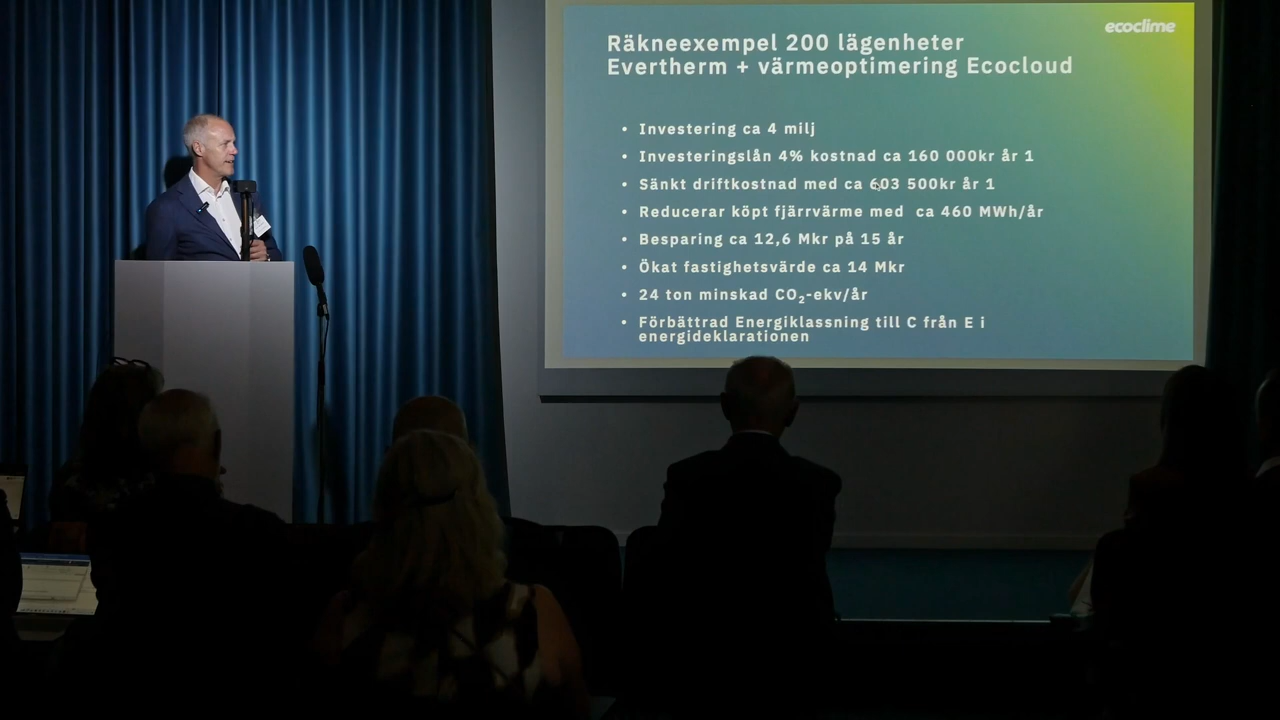 ecoclime
Räkneexempel 200 lägenheter
Evertherm + värmeoptimering Ecocloud
• Investering ca 4 milj
• Investeringslån 4% kostnad ca 160 000kr år 1
• Sänkt driftkostnad med ca 603 500kr år 1
• Reducerar köpt fjärrvärme med  ca 460 MWh/år
• Besparing ca 12,6 Mkr på 15 år
• Ökat fastighetsvärde ca 14 Mkr
• 24 ton minskad CO₂-ekv/år
• Förbättrad Energiklassning till C från E i
energideklarationen